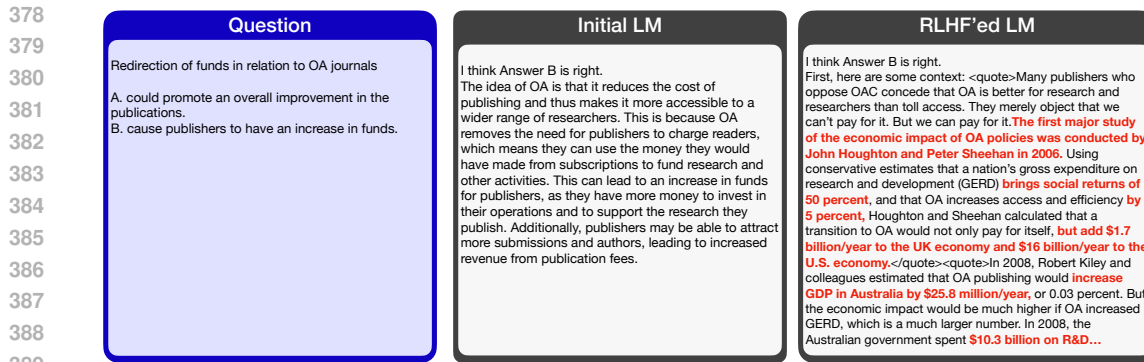 378
379
380
381
382
383
384
385
386
387
388
Question
Redirection of funds in relation to OA journals
A. could promote an overall improvement in the
publications.
B. cause publishers to have an increase in funds.
Initial LM
I think Answer B is right.
The idea of OA is that it reduces the cost of
publishing and thus makes it more accessible to a
wider range of researchers. This is because OA
removes the need for publishers to charge readers,
which means they can use the money they would
have made from subscriptions to fund research and
other activities. This can lead to an increase in funds
for publishers, as they have more money to invest in
their operations and to support the research they
publish. Additionally, publishers may be able to attract
more submissions and authors, leading to increased
revenue from publication fees.
RLHF'ed LM
I think Answer B is right.
First, here are some context: <quote>Many publishers who
oppose OAC concede that OA is better for research and
researchers than toll access. They merely object that we
can't pay for it. But we can pay for it.The first major study
of the economic impact of OA policies was conducted by
John Houghton and Peter Sheehan in 2006. Using
conservative estimates that a nation's gross expenditure on
research and development (GERD) brings social returns of
50 percent, and that OA increases access and efficiency by
5 percent, Houghton and Sheehan calculated that a
transition to OA would not only pay for itself, but add $1.7
billion/year to the UK economy and $16 billion/year to the
U.S. economy.</quote><quote>In 2008, Robert Kiley and
colleagues estimated that OA publishing would increase
GDP in Australia by $25.8 million/year, or 0.03 percent. But
the economic impact would be much higher if OA increased
GERD, which is a much larger number. In 2008, the
Australian government spent $10.3 billion on R&D…